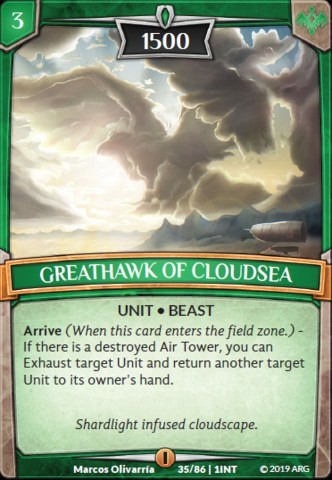 3
1500
GREATHAWK OF CLOUDSEA
UNIT • BEAST
Arrive (When this card enters the field zone.) -
If there is a destroyed Air Tower, you can
Exhaust target Unit and return another target
Unit to its owner's hand.
Shardlight infused cloudscape.
I
Marcos Olivarría 35/86 | 1INT © 2019 ARG